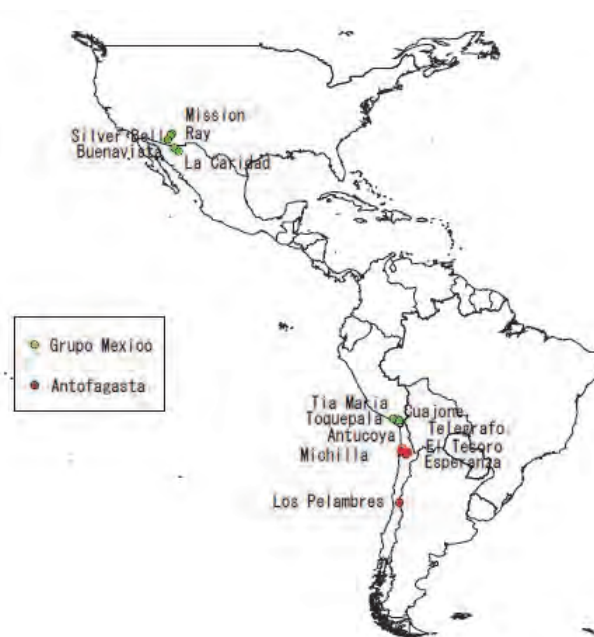 Mission
Silver Bell Ray
Buenavista
La Caridad
Grupo Mexico
Antofagasta
Tia Maria
Cuajone
Toquepala
Telegrafo
Antucoya
El Tesoro
Michilla
Esperanza
Los Pelambres